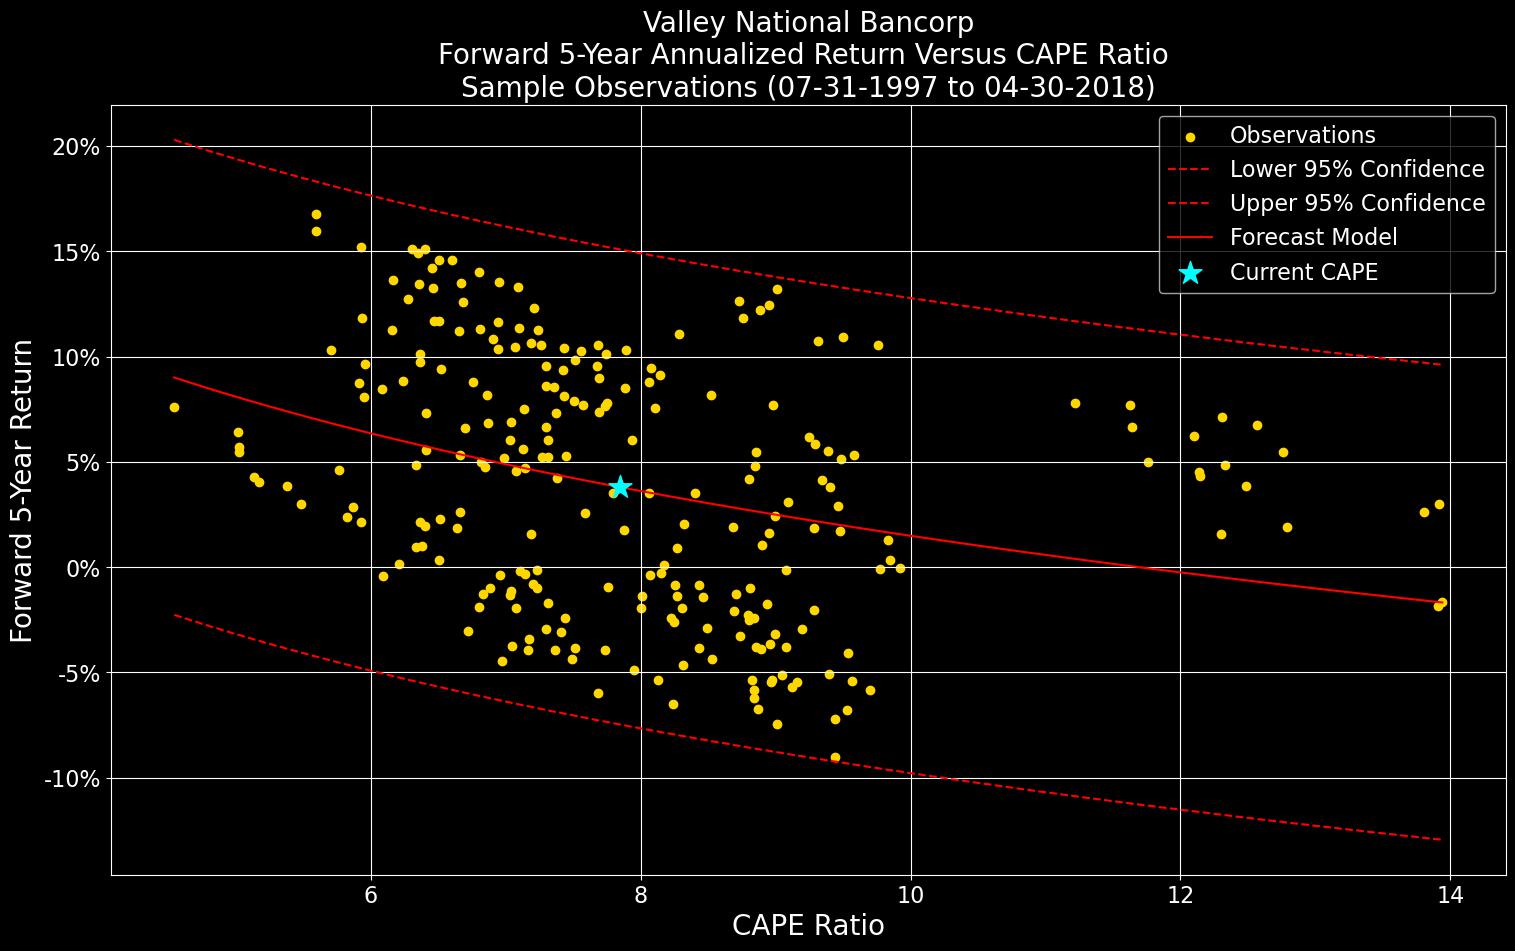 Valley National Bancorp
Forward 5-Year Annualized Return Versus CAPE Ratio
Sample Observations (07-31-1997 to 04-30-2018)
Observations
Lower 95% Confidence
Upper 95% Confidence
Forecast Model
Current CAPE
Forward 5-Year Return
20%
15%
10%
5%
0%
-5%
-10%
6 8 10 12 14
CAPE Ratio